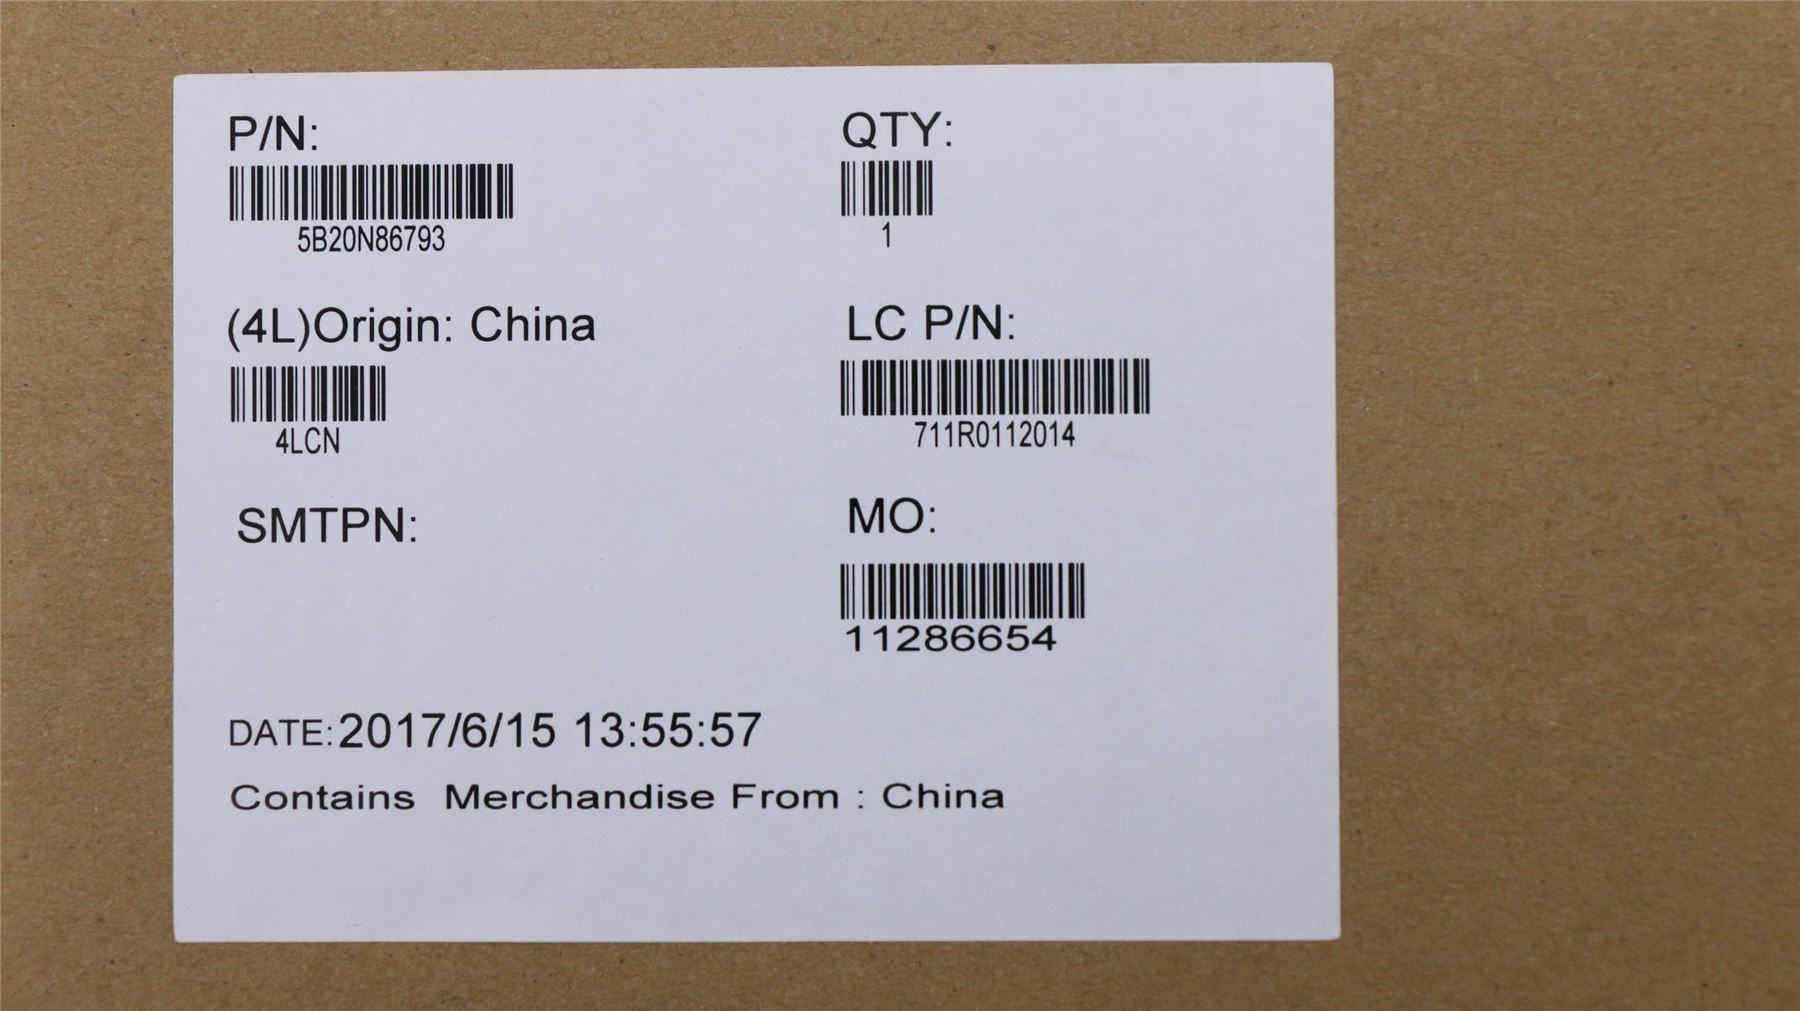 P/N:
5B20N86793
QTY:
1
(4L)Origin: China
4LCN
LC P/N:
711R0112014
SMTPN:
MO:
11286654
DATE:2017/6/15 13:55:57
Contains Merchandise From : China